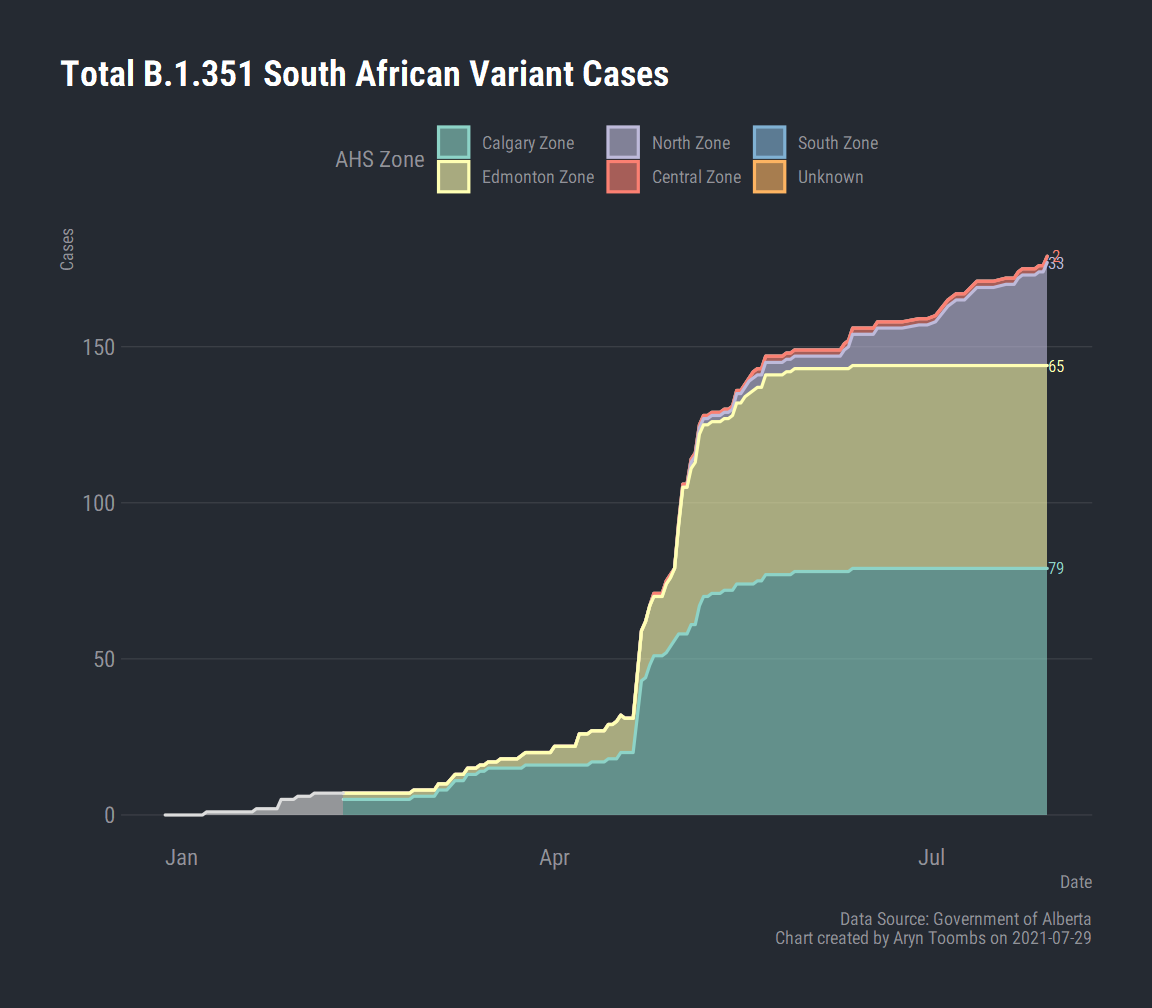 Total B.1.351 South African Variant Cases
AHS Zone
Calgary Zone
North Zone
South Zone
Edmonton Zone
Central Zone
Unknown
Cases
2
33
65
79
150
100
50
0
Jan
Apr
Jul
Date
Data Source: Government of Alberta
Chart created by Aryn Toombs on 2021-07-29